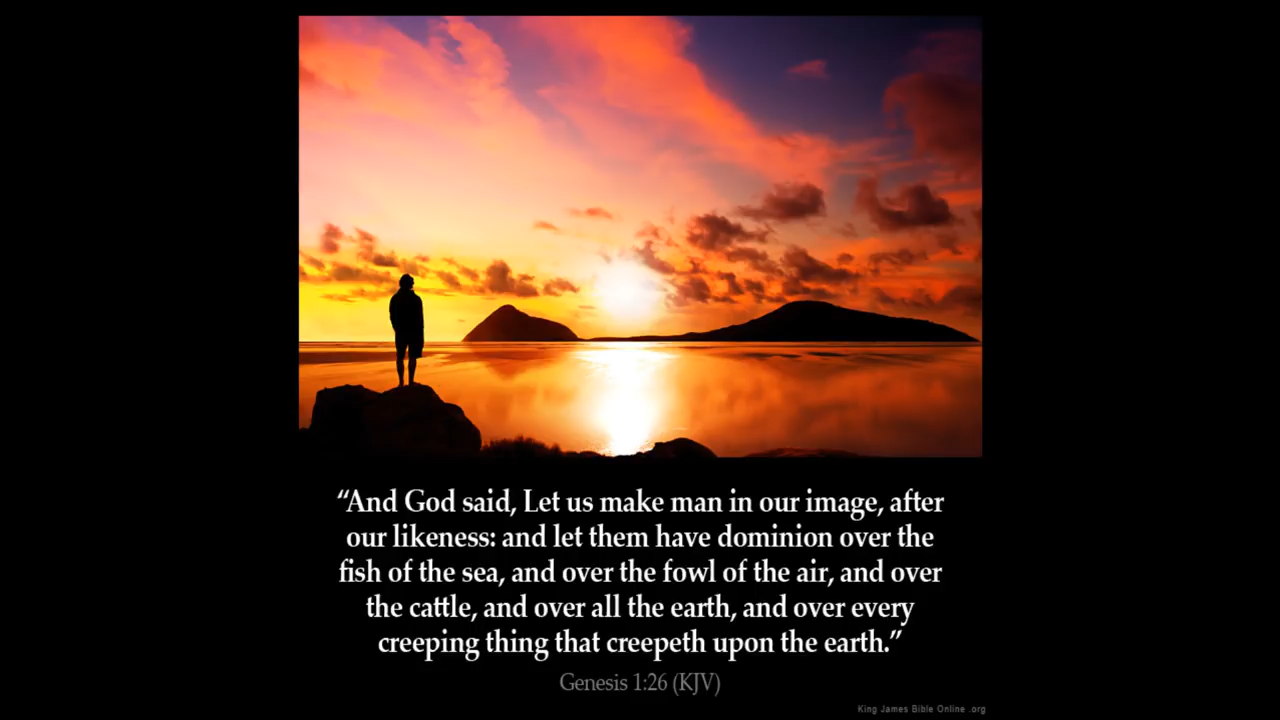 “And God said, Let us make man in our image, after
our likeness: and let them have dominion over the
fish of the sea, and over the fowl of the air, and over
the cattle, and over all the earth, and over every
creeping thing that creepeth upon the earth.”
Genesis 1:26 (KJV)
King James Bible Online .org